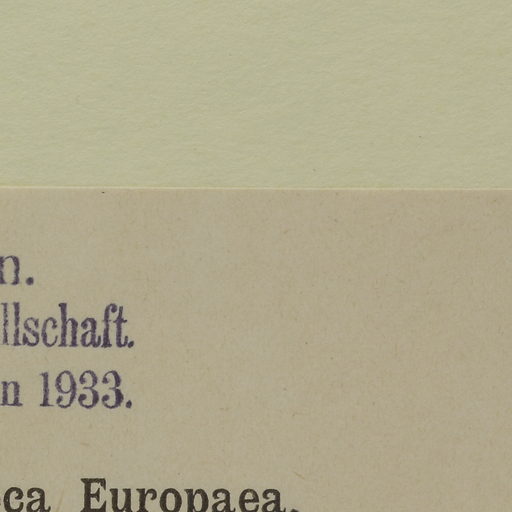 n.
llschaft.
n 1933.
ca Europaea.